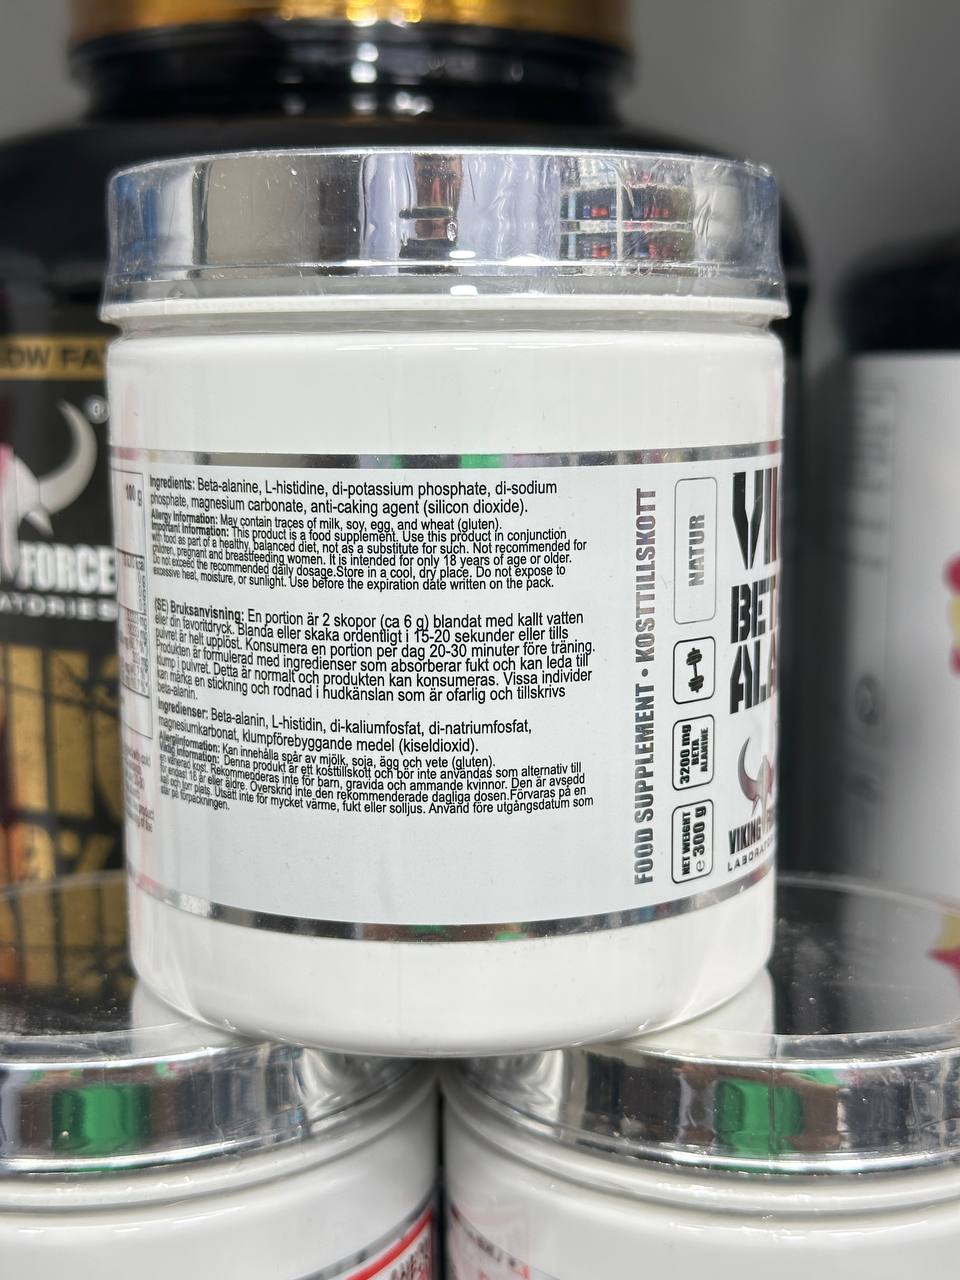 LOW FA
FORCE
ATORIES
100 g
Ingredients: Beta-alanine, L-histidine, di-potassium phosphate, di-sodium
phosphate, magnesium carbonate, anti-caking agent (silicon dioxide).
Allergy Information: May contain traces of milk, soy, egg, and wheat (gluten).
Important Information: This product is a food supplement. Use this product in conjunction
with food as part of a healthy, balanced diet, not as a substitute for such. Not recommended for
children, pregnant and breastfeeding women. It is intended for only 18 years of age or older.
Do not exceed the recommended daily dosage.Store in a cool, dry place. Do not expose to
excessive heat, moisture, or sunlight. Use before the expiration date written on the pack.
(SE) Bruksanvisning: En portion är 2 skopor (ca 6 g) blandat med kallt vatten
eller din favoritdryck. Blanda eller skaka ordentligt i 15-20 sekunder eller tills
pulvret är helt upplöst. Konsumera en portion per dag 20-30 minuter före träning.
Produkten är formulerad med ingredienser som absorberar fukt och kan leda till
klump i pulvret. Detta är normalt och produkten kan konsumeras. Vissa individer
kan märka en stickning och rodnad i hudkänslan som är ofarlig och tillskrivs
beta-alanin.
Ingredienser: Beta-alanin, L-histidin, di-kaliumfosfat, di-natriumfosfat,
magnesiumkarbonat, klumpförebyggande medel (kiseldioxid).
Allergiinformation: Kan innehålla spår av mjölk, soja, ägg och vete (gluten).
Viktig information: Denna produkt är ett kosttillskott och bör inte användas som alternativ till
en varierad kost. Rekommenderas inte för barn, gravida och ammande kvinnor. Den är avsedd
för endast 18 år eller äldre. Överskrid inte den rekommenderade dagliga dosen.Förvaras på en
sval och torr plats. Utsätt inte för mycket värme, fukt eller solljus. Använd före utgångsdatum som
står på förpackningen.
FOOD SUPPLEMENT • KOSTTILLSKOTT
NATUR
3200 mg
BETA
ALANINE
NET WEIGHT
e 300 g
VI
BET
ALA
VIKING
LABORATO